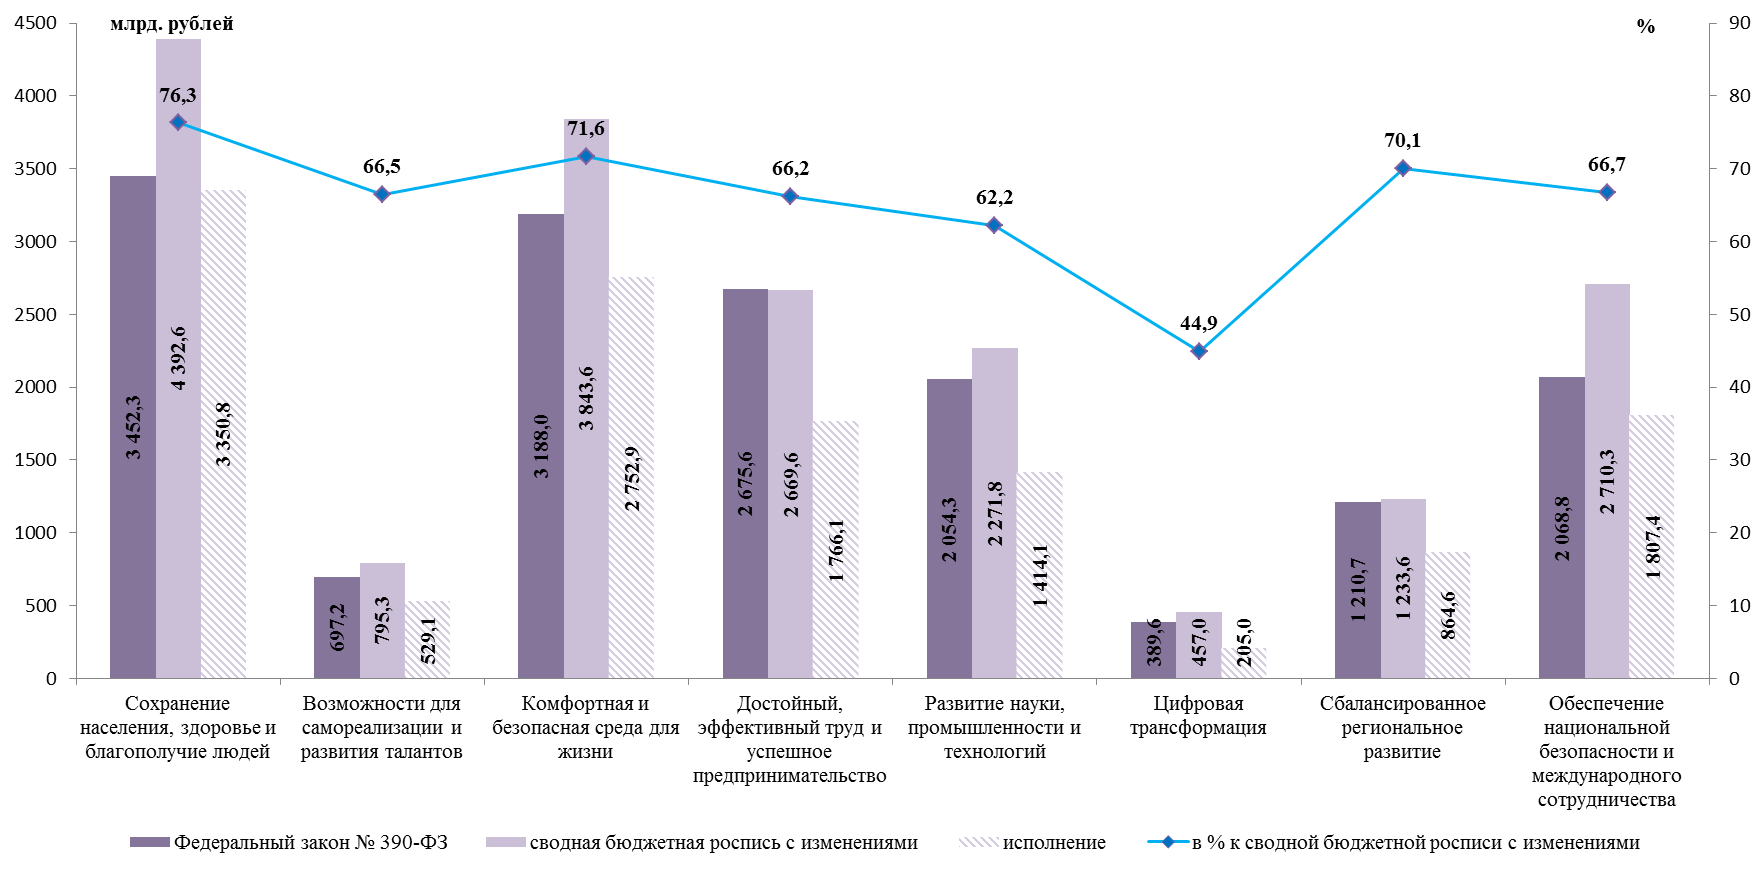 млрд. рублей
%
4500
4000
3500
3000
2500
2000
1500
1000
500
0
90
80
70
60
50
40
30
20
10
0
76,3
66,5
71,6
66,2
62,2
44,9
70,1
66,7
3 452,3
4 392,6
3 350,8
697,2
795,3
529,1
3 188,0
3 843,6
2 752,9
2 675,6
2 669,6
1 766,1
2 054,3
2 271,8
1 414,1
389,6
457,0
205,0
1 210,7
1 233,6
864,6
2 068,8
2 710,3
1 807,4
Сохранение
населения, здоровье и
благополучие людей
Возможности для
самореализации и
развития талантов
Комфортная и
безопасная среда для
жизни
Достойный,
эффективный труд и
успешное
предпринимательство
Развитие науки,
промышленности и
технологий
Цифровая
трансформация
Сбалансированное
региональное
развитие
Обеспечение
национальной
безопасности и
международного
сотрудничества
Федеральный закон № 390-ФЗ
сводная бюджетная роспись с изменениями
исполнение
в % к сводной бюджетной росписи с изменениями